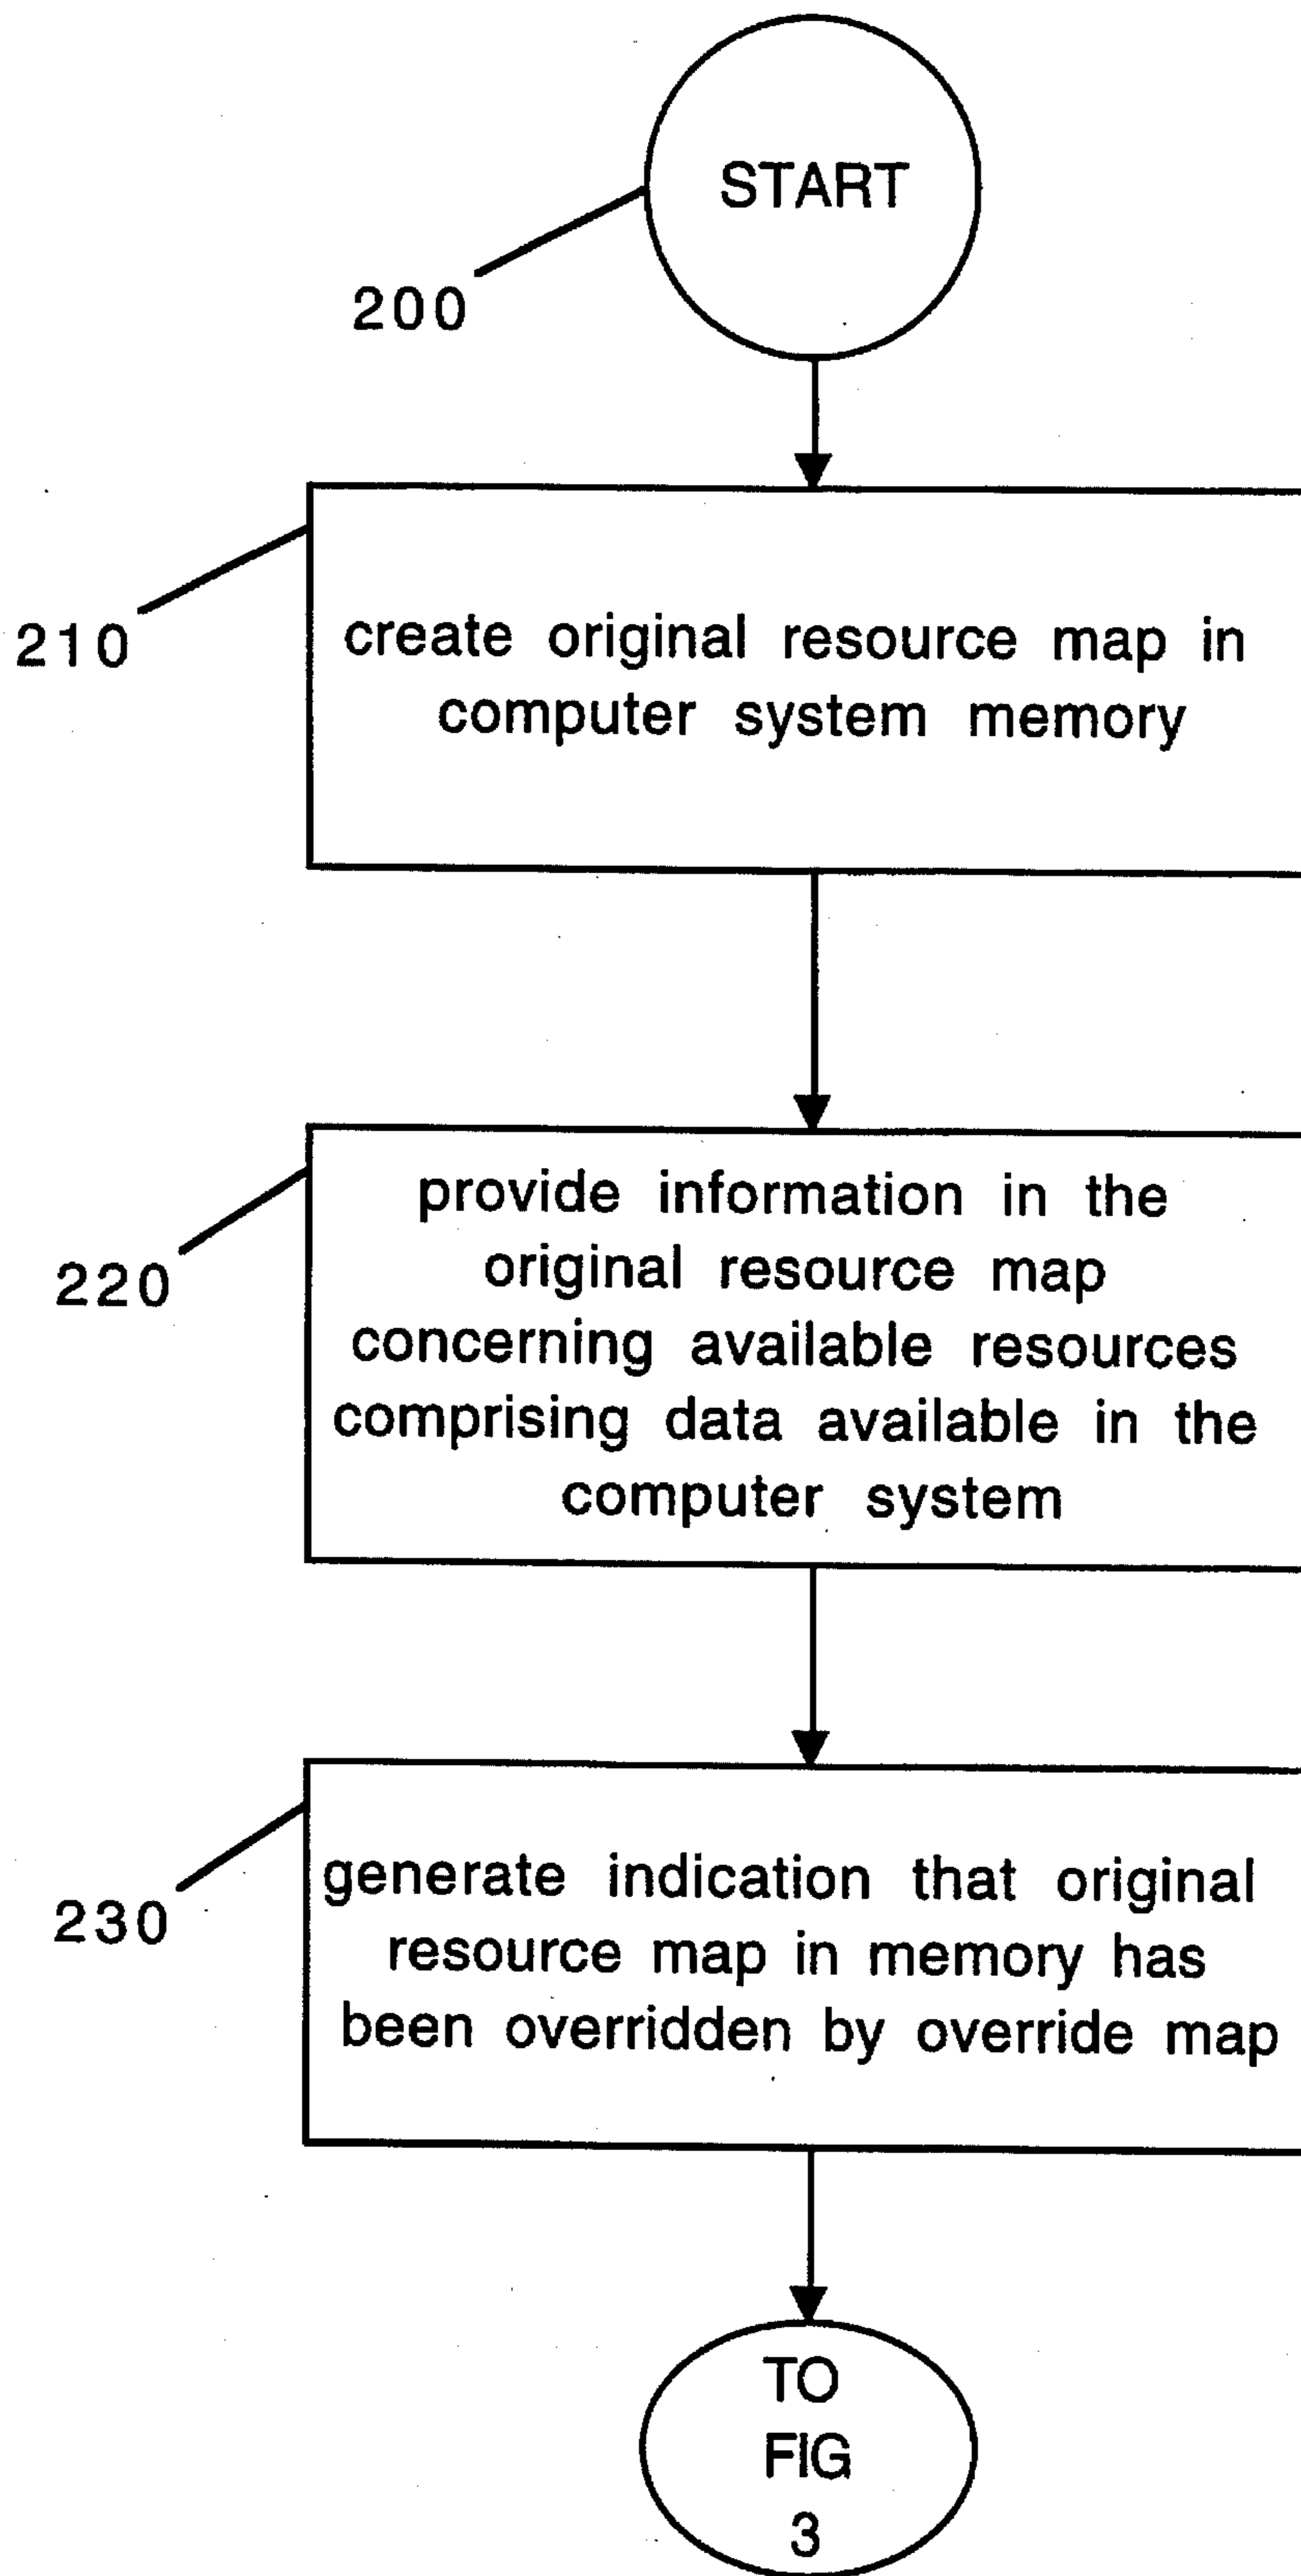 START
200
210
create original resource map in
computer system memory
220
provide information in the
original resource map
concerning available resources
comprising data available in the
computer system
230
generate indication that original
resource map in memory has
been overridden by override map
TO
FIG
3